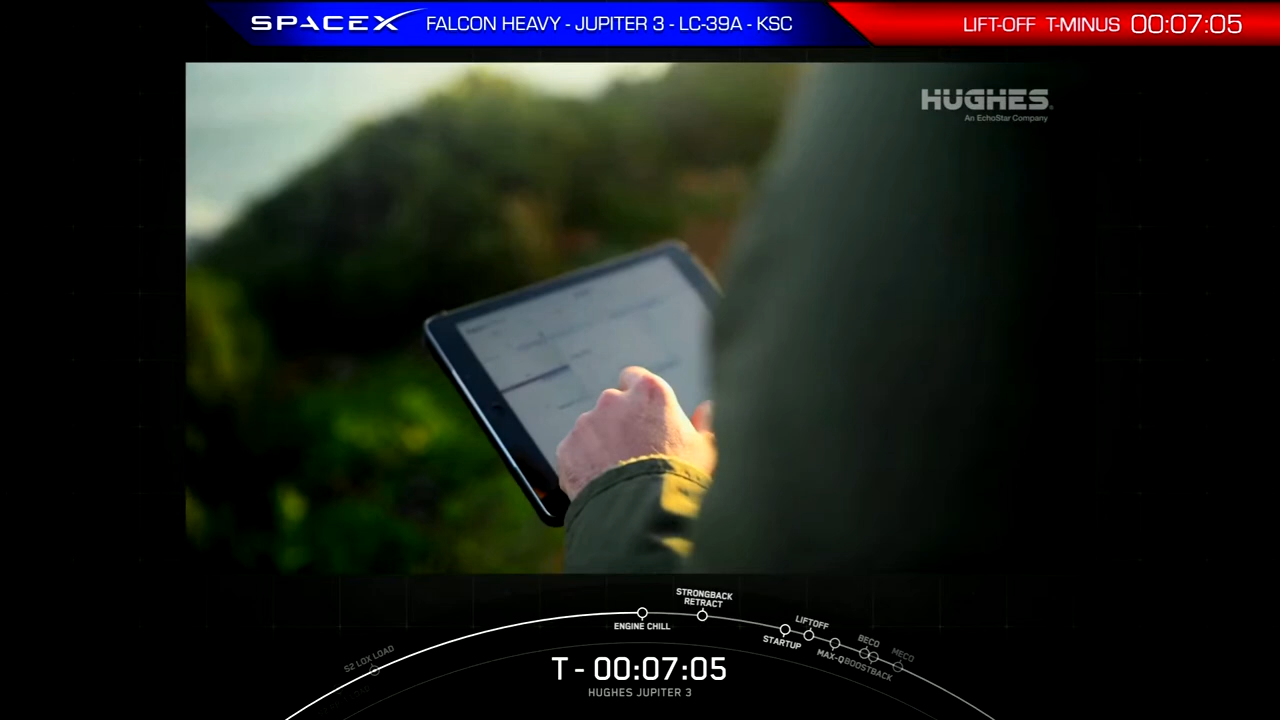 SPACEX FALCON HEAVY - JUPITER 3 - LC-39A - KSC
LIFT-OFF T-MINUS 00:07:05
HUGHES
An EchoStar Company
S2 LOX LOAD
ENGINE CHILL
STRONGBACK
RETRACT
STARTUP
LIFTOFF
MAX-Q
BECO
BOOSTBACK
MECO
T - 00:07:05
HUGHES JUPITER 3